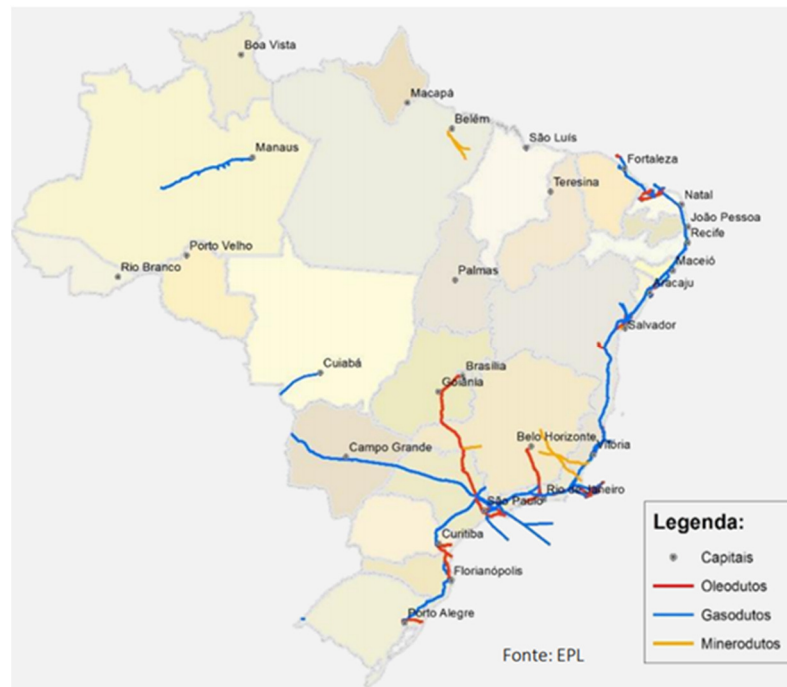 Boa Vista
Macapá
Belém
São Luís
Manaus
Fortaleza
Teresina
Natal
João Pessoa
Recife
Porto Velho
Maceió
Rio Branco
Palmas
Aracaju
Salvador
Cuiabá
Brasília
Goiânia
Belo Horizonte
Vitória
Campo Grande
Rio de Janeiro
São Paulo
Curitiba
Florianópolis
Porto Alegre
Legenda:
Capitais
Oleodutos
Gasodutos
Minerodutos
Fonte: EPL